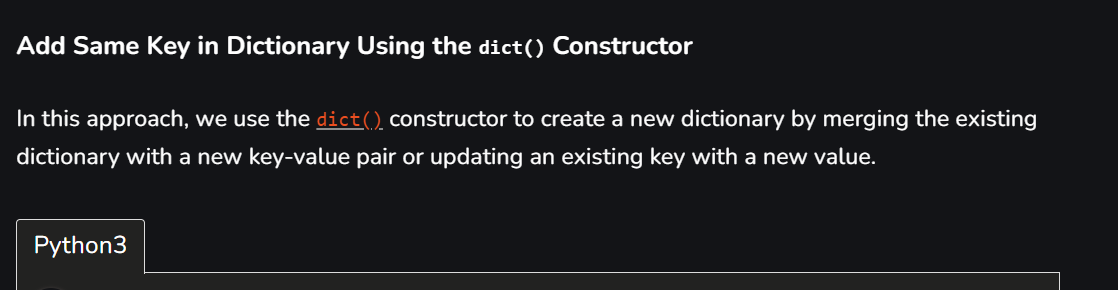 Add Same Key in Dictionary Using the dict() Constructor
In this approach, we use the dict() constructor to create a new dictionary by merging the existing
dictionary with a new key-value pair or updating an existing key with a new value.
Python3